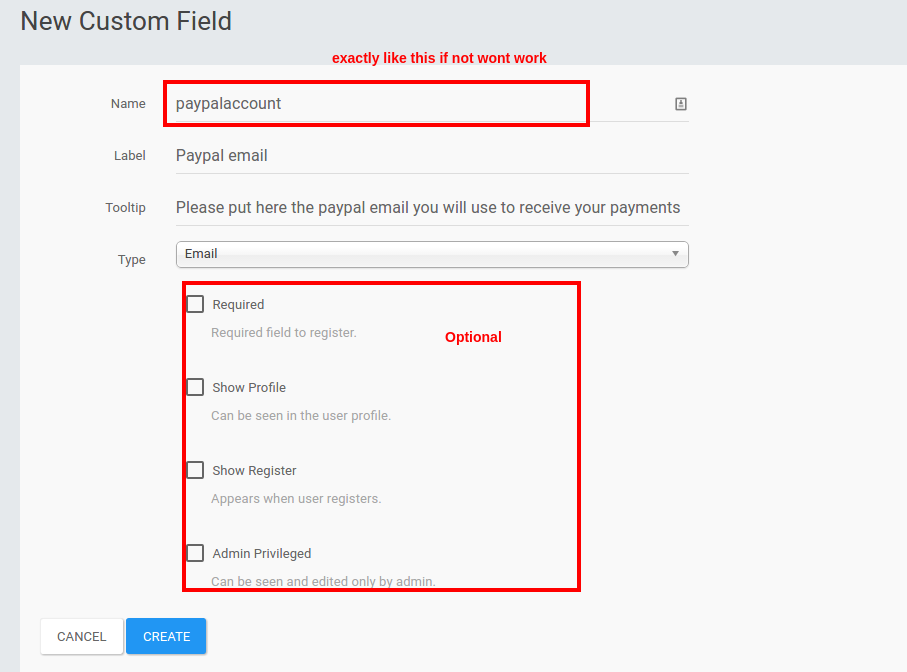 New Custom Field
exactly like this if not wont work
Name paypalaccount
Label Paypal email
Tooltip Please put here the paypal email you will use to receive your payments
Type Email
Required
Required field to register.
Optional
Show Profile
Can be seen in the user profile.
Show Register
Appears when user registers.
Admin Privileged
Can be seen and edited only by admin.
CANCEL CREATE